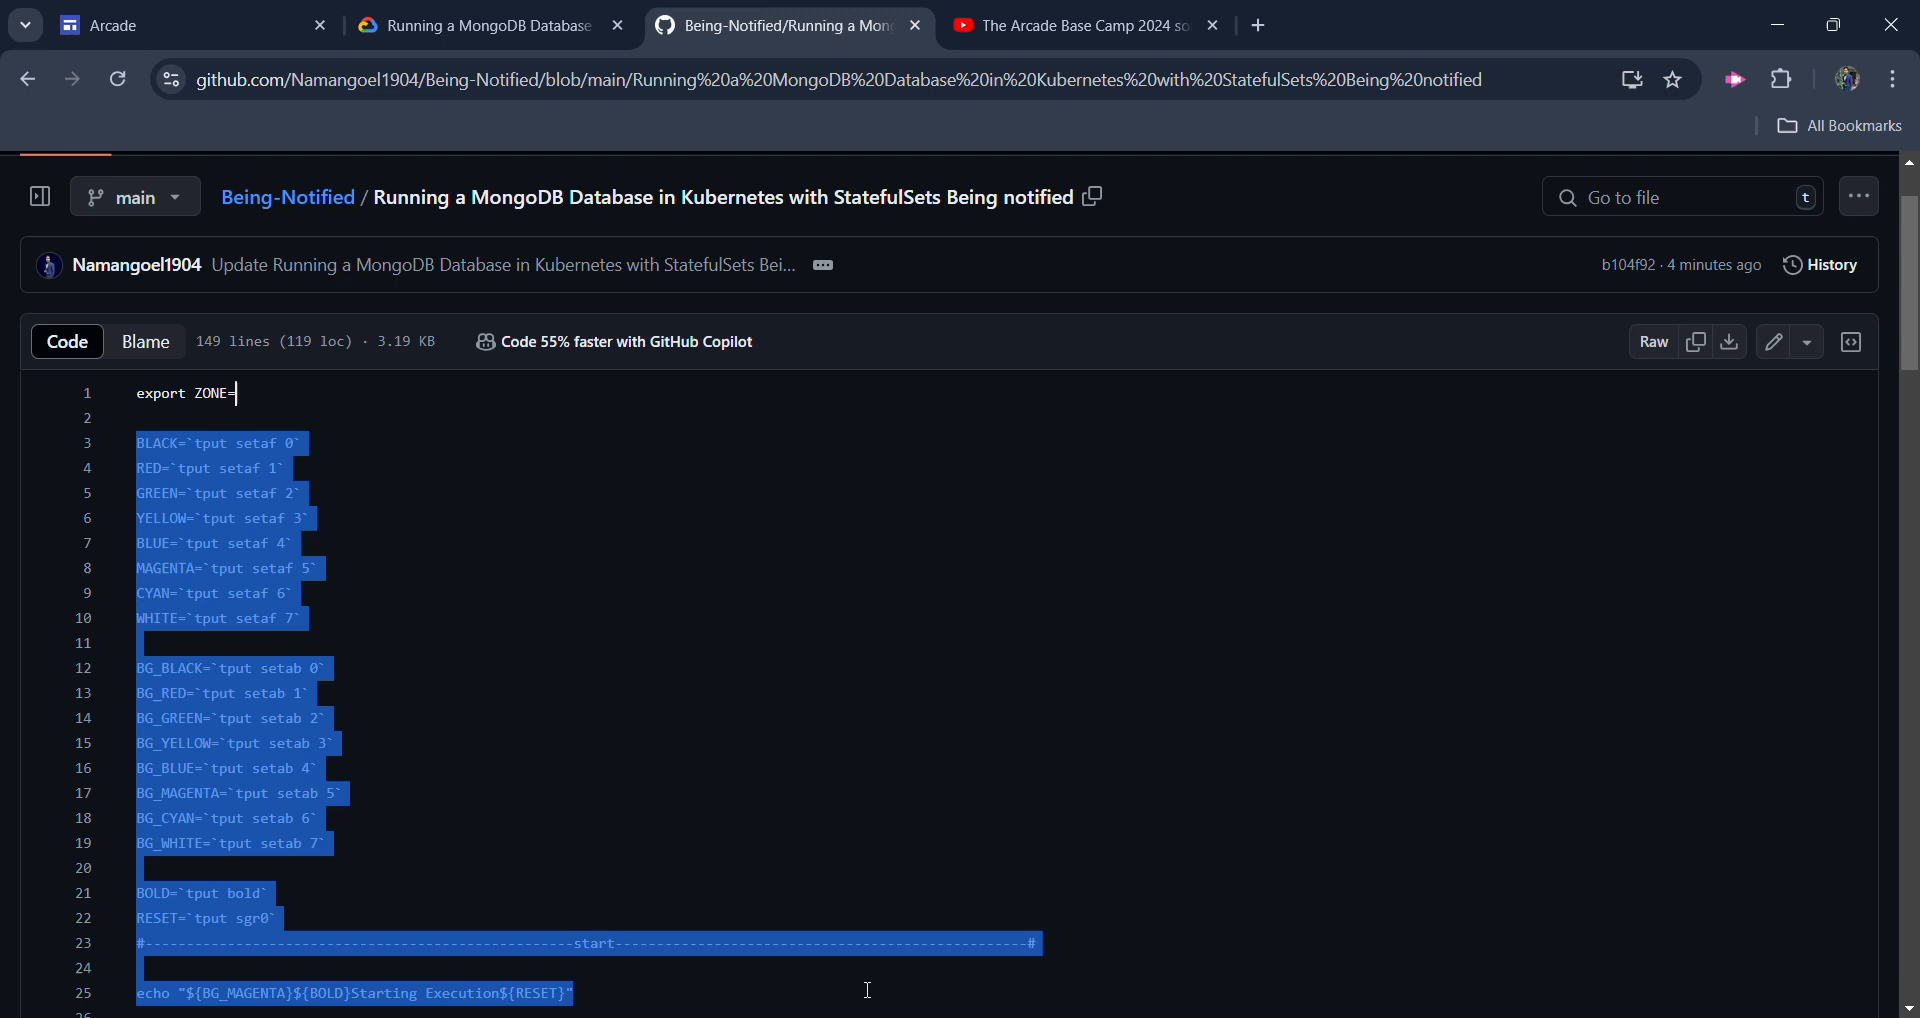 Arcade
Running a MongoDB Database
Being-Notified/Running a Mon
The Arcade Base Camp 2024 so
github.com/Namangoel1904/Being-Notified/blob/main/Running%20a%20MongoDB%20Database%20in%20Kubernetes%20with%20StatefulSets%20Being%20notified
All Bookmarks
main
Being-Notified / Running a MongoDB Database in Kubernetes with StatefulSets Being notified
Go to file
t
Namangoel1904 Update Running a MongoDB Database in Kubernetes with StatefulSets Bei...
b104f92 · 4 minutes ago
History
Code
Blame
149 lines (119 loc) · 3.19 KB
Code 55% faster with GitHub Copilot
Raw
1 export ZONE=
2
3 BLACK=`tput setaf 0`
4 RED=`tput setaf 1`
5 GREEN=`tput setaf 2`
6 YELLOW=`tput setaf 3`
7 BLUE=`tput setaf 4`
8 MAGENTA=`tput setaf 5`
9 CYAN=`tput setaf 6`
10 WHITE=`tput setaf 7`
11
12 BG_BLACK=`tput setab 0`
13 BG_RED=`tput setab 1`
14 BG_GREEN=`tput setab 2`
15 BG_YELLOW=`tput setab 3`
16 BG_BLUE=`tput setab 4`
17 BG_MAGENTA=`tput setab 5`
18 BG_CYAN=`tput setab 6`
19 BG_WHITE=`tput setab 7`
20
21 BOLD=`tput bold`
22 RESET=`tput sgr0`
23 #----------------------------------------------------start--------------------------------------------------#
24
25 echo "${BG_MAGENTA}${BOLD}Starting Execution${RESET}"
26